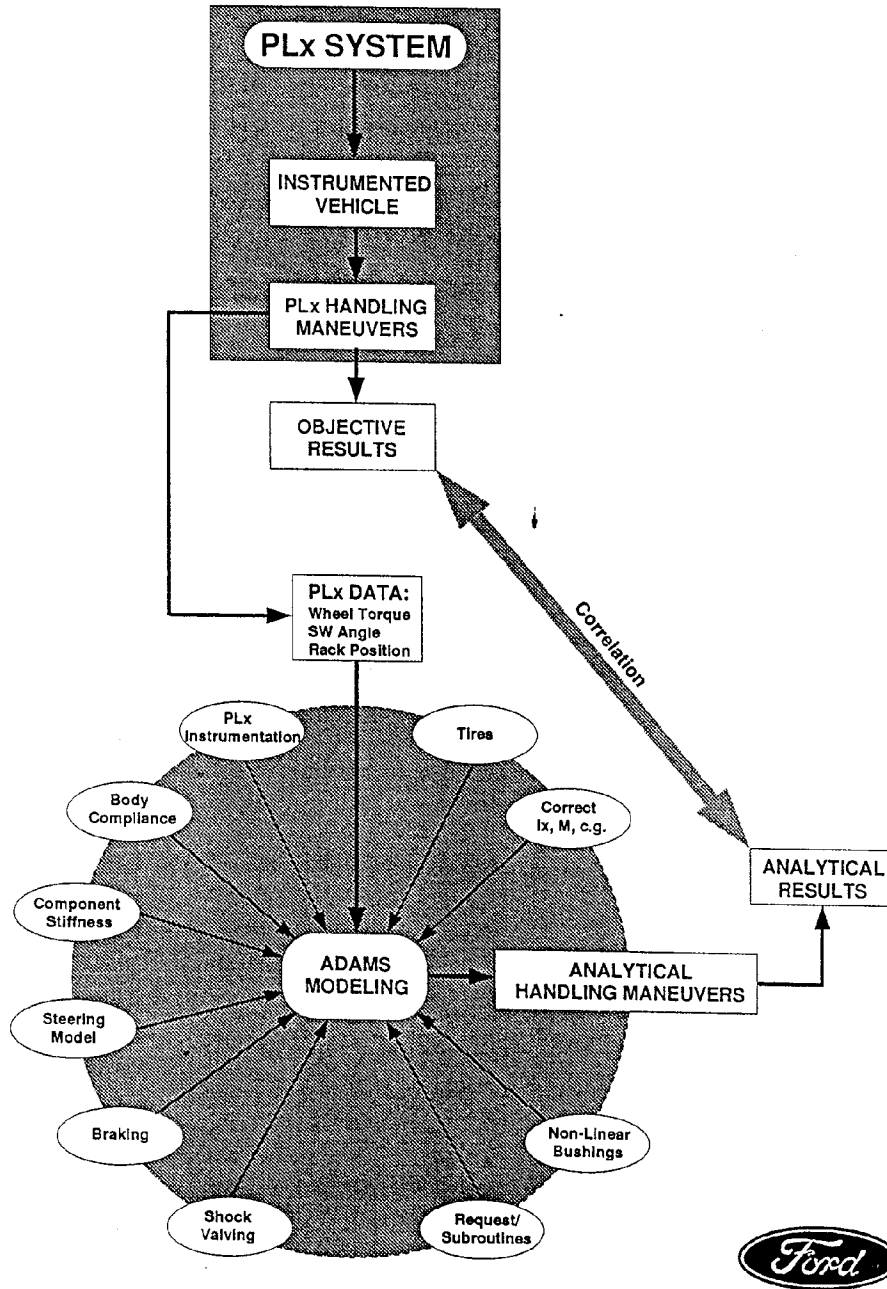 PLx SYSTEM
INSTRUMENTED
VEHICLE
PLx HANDLING
MANEUVERS
OBJECTIVE
RESULTS
PLx DATA:
Wheel Torque
SW Angle
Rack Position
Correlation
PLx
Instrumentation
Tires
Body
Compliance
Correct
Ix, M, c.g.
ANALYTICAL
RESULTS
Component
Stiffness
ADAMS
MODELING
ANALYTICAL
HANDLING MANEUVERS
Steering
Model
Braking
Non-Linear
Bushings
Shock
Valving
Request/
Subroutines
Ford